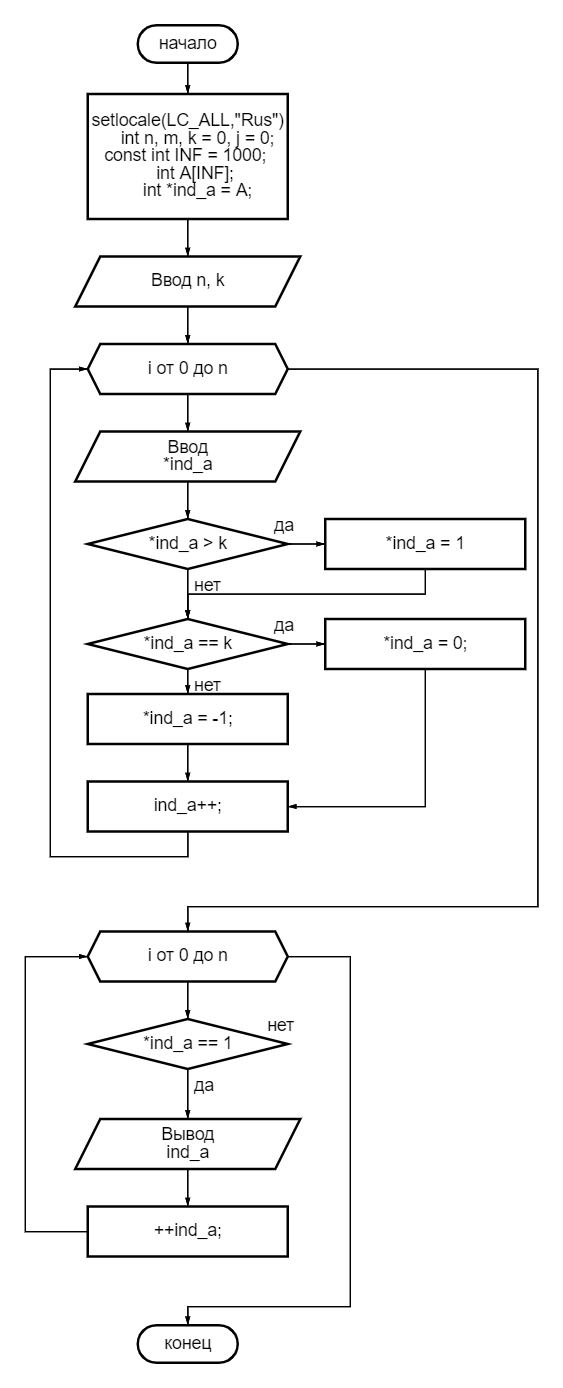 начало
setlocale(LC_ALL,"Rus")
int n, m, k = 0, j = 0;
const int INF = 1000;
int A[INF];
int *ind_a = A;
Ввод n, k
i от 0 до n
Ввод
*ind_a
да
*ind_a > k
*ind_a = 1
нет
да
*ind_a == k
*ind_a = 0;
нет
*ind_a = -1;
ind_a++;
i от 0 до n
нет
*ind_a == 1
да
Вывод
ind_a
++ind_a;
конец